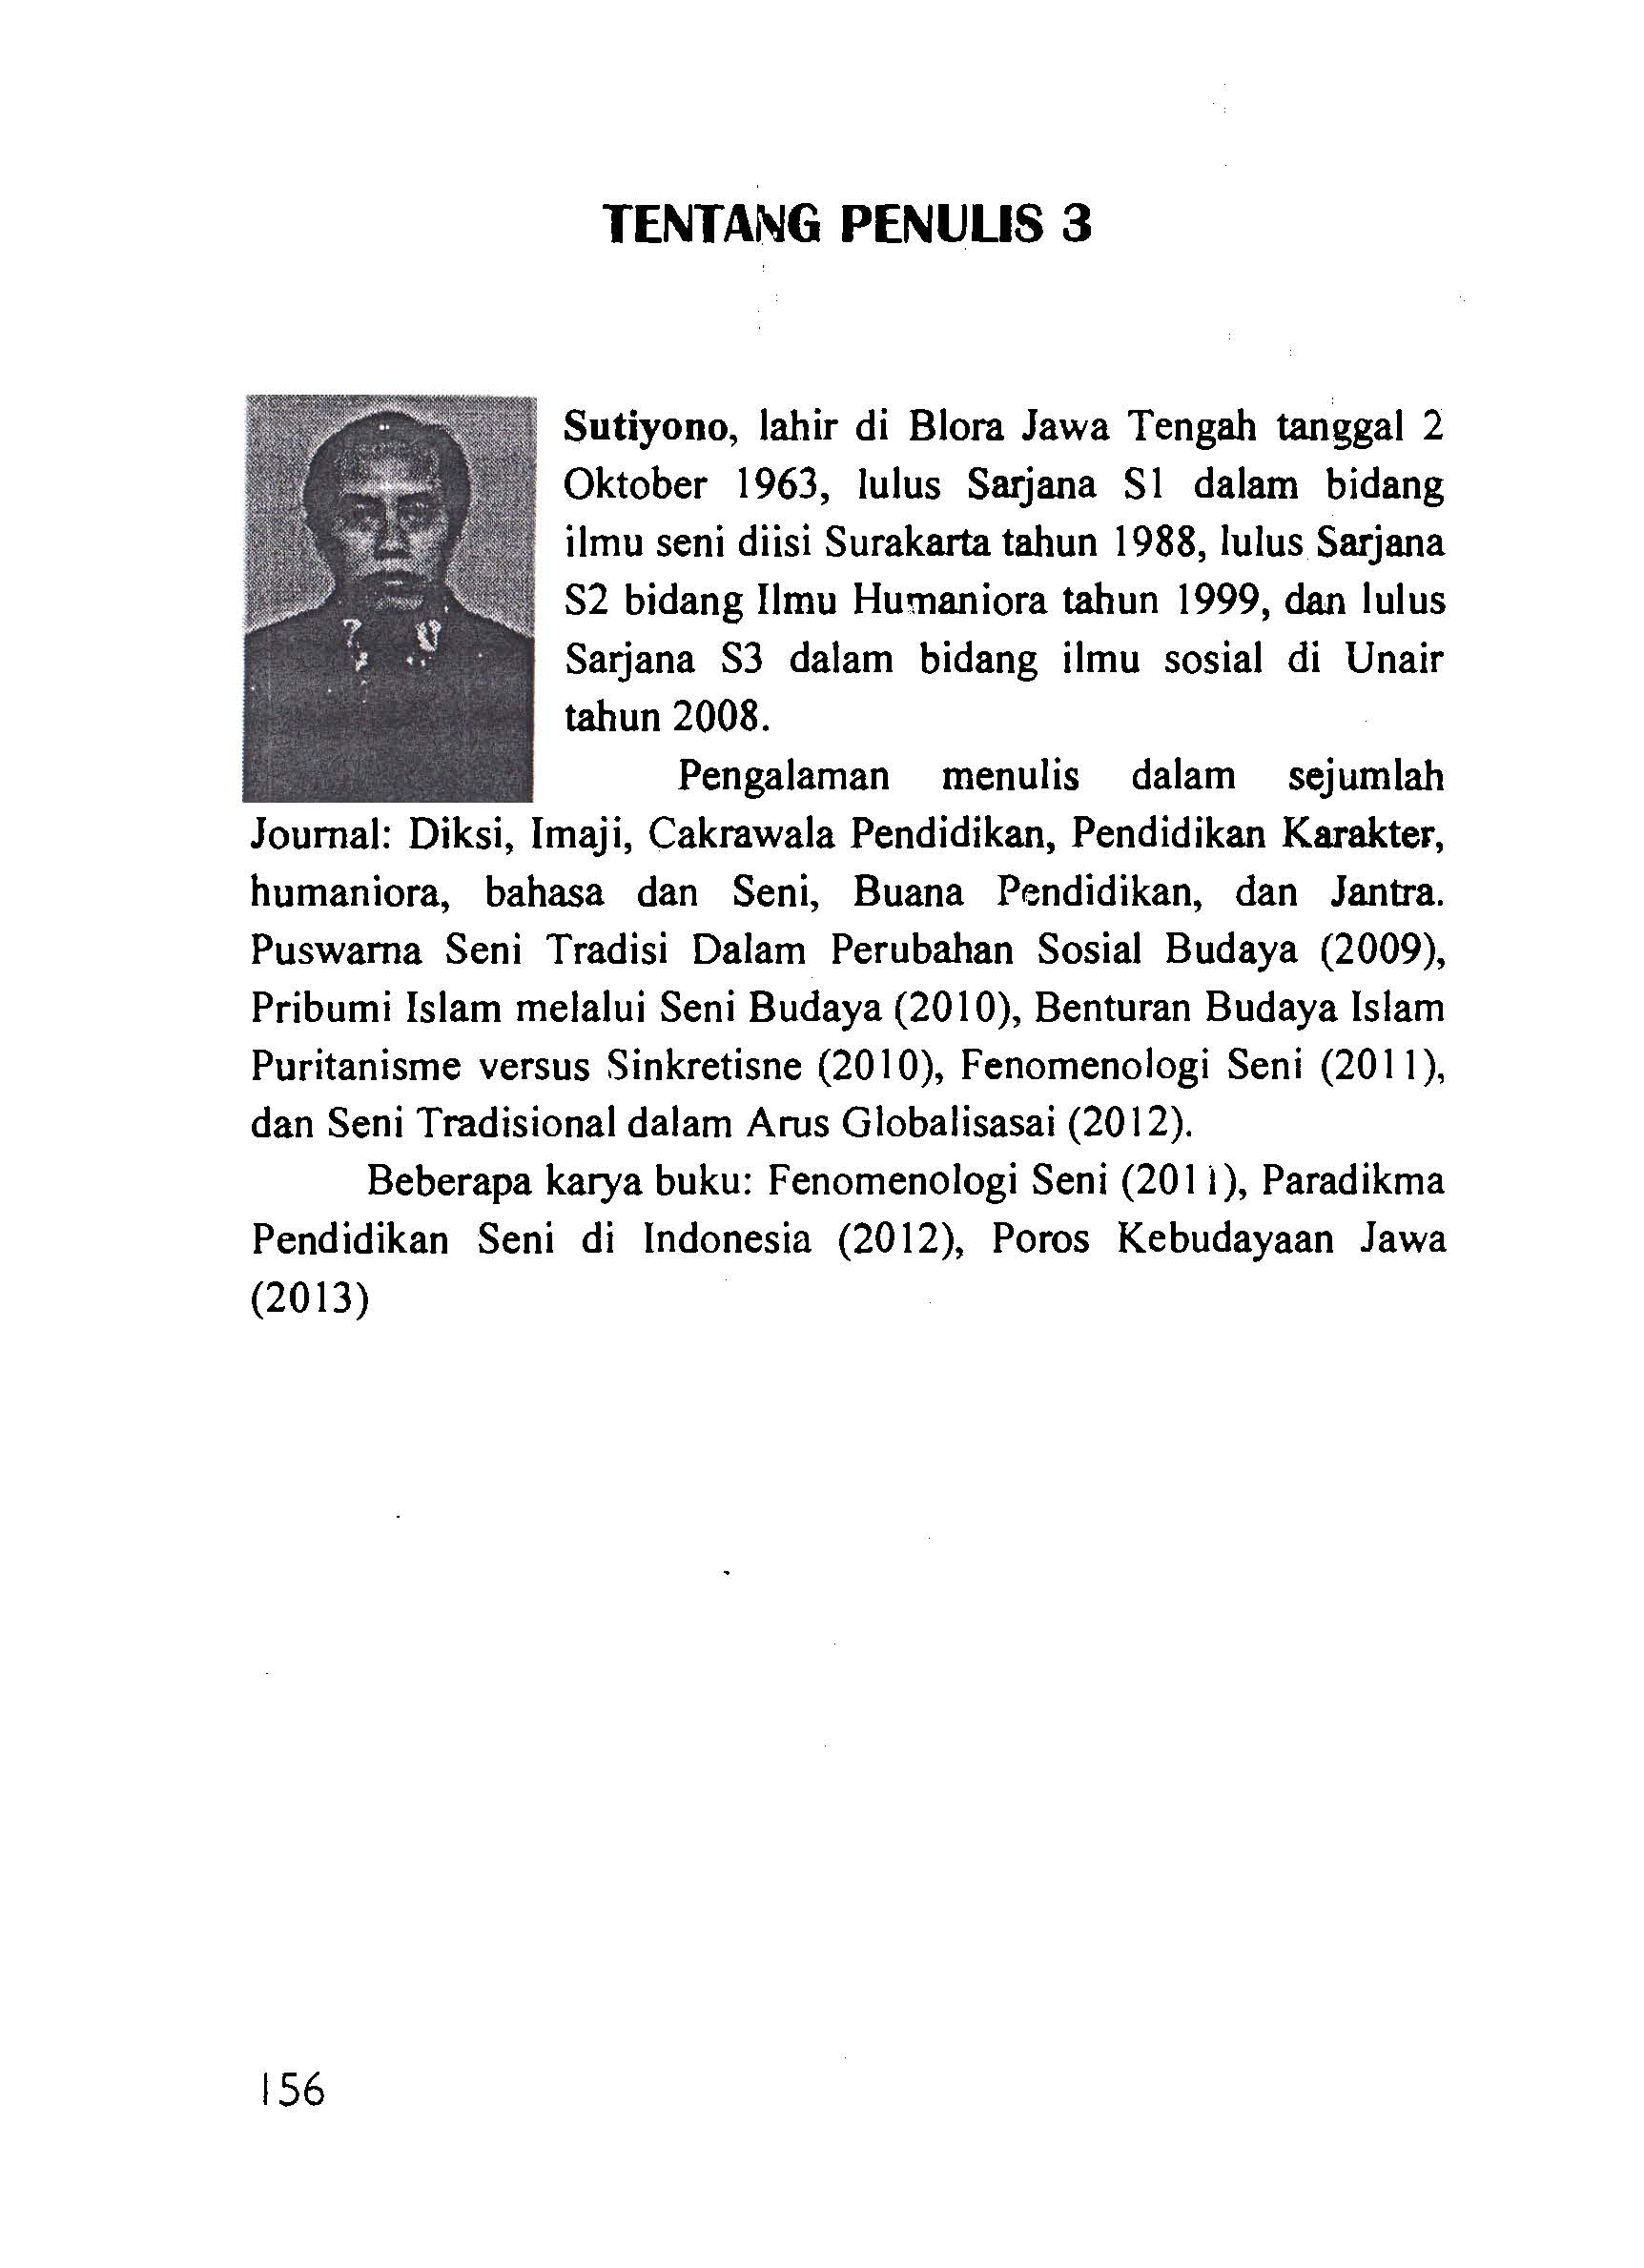 TENTANG PENULIS 3
Sutiyono, lahir di Blora Jawa Tengah tanggal 2
Oktober 1963, lulus Sarjana S1 dalam bidang
ilmu seni diisi Surakarta tahun 1988, lulus Sarjana
S2 bidang Ilmu Humaniora tahun 1999, dan lulus
Sarjana S3 dalam bidang ilmu sosial di Unair
tahun 2008.
Pengalaman menulis dalam sejumlah
Journal: Diksi, Imaji, Cakrawala Pendidikan, Pendidikan Karakter,
humaniora, bahasa dan Seni, Buana Pendidikan, dan Jantra.
Puswarna Seni Tradisi Dalam Perubahan Sosial Budaya (2009),
Pribumi Islam melalui Seni Budaya (2010), Benturan Budaya Islam
Puritanisme versus Sinkretisne (2010), Fenomenologi Seni (2011),
dan Seni Tradisional dalam Arus Globalisasai (2012).
Beberapa karya buku: Fenomenologi Seni (2011), Paradikma
Pendidikan Seni di Indonesia (2012), Poros Kebudayaan Jawa
(2013)
156